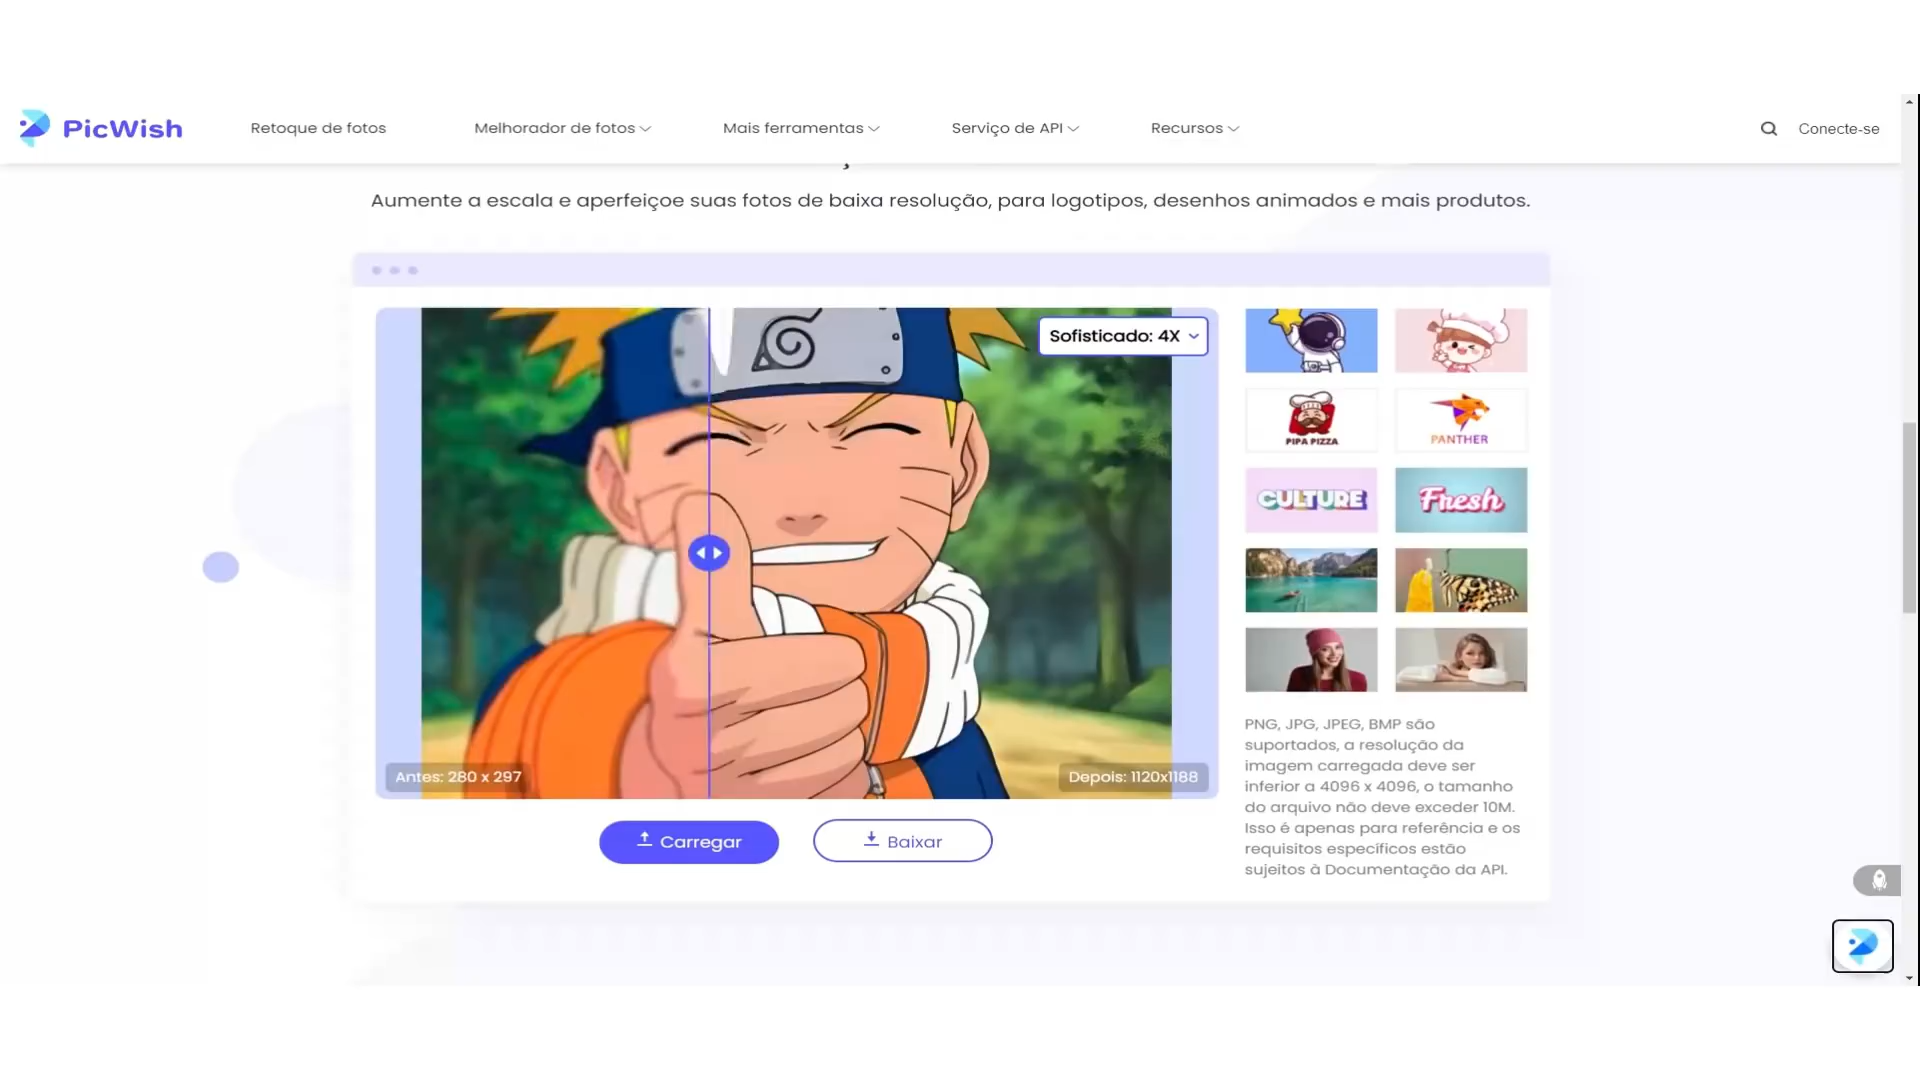 PicWish
Retoque de fotos
Melhorador de fotos
Mais ferramentas
Serviço de API
Recursos
Conecte-se
Aumente a escala e aperfeiçoe suas fotos de baixa resolução, para logotipos, desenhos animados e mais produtos.
Sofisticado: 4X
PIPA PIZZA
PANTHER
CULTURE
Fresh
Antes: 280 x 297
Depois: 1120x1188
PNG, JPG, JPEG, BMP são
suportados, a resolução da
imagem carregada deve ser
inferior a 4096 x 4096, o tamanho
do arquivo não deve exceder 10M.
Isso é apenas para referência e os
requisitos específicos estão
sujeitos à Documentação da API.
Carregar
Baixar